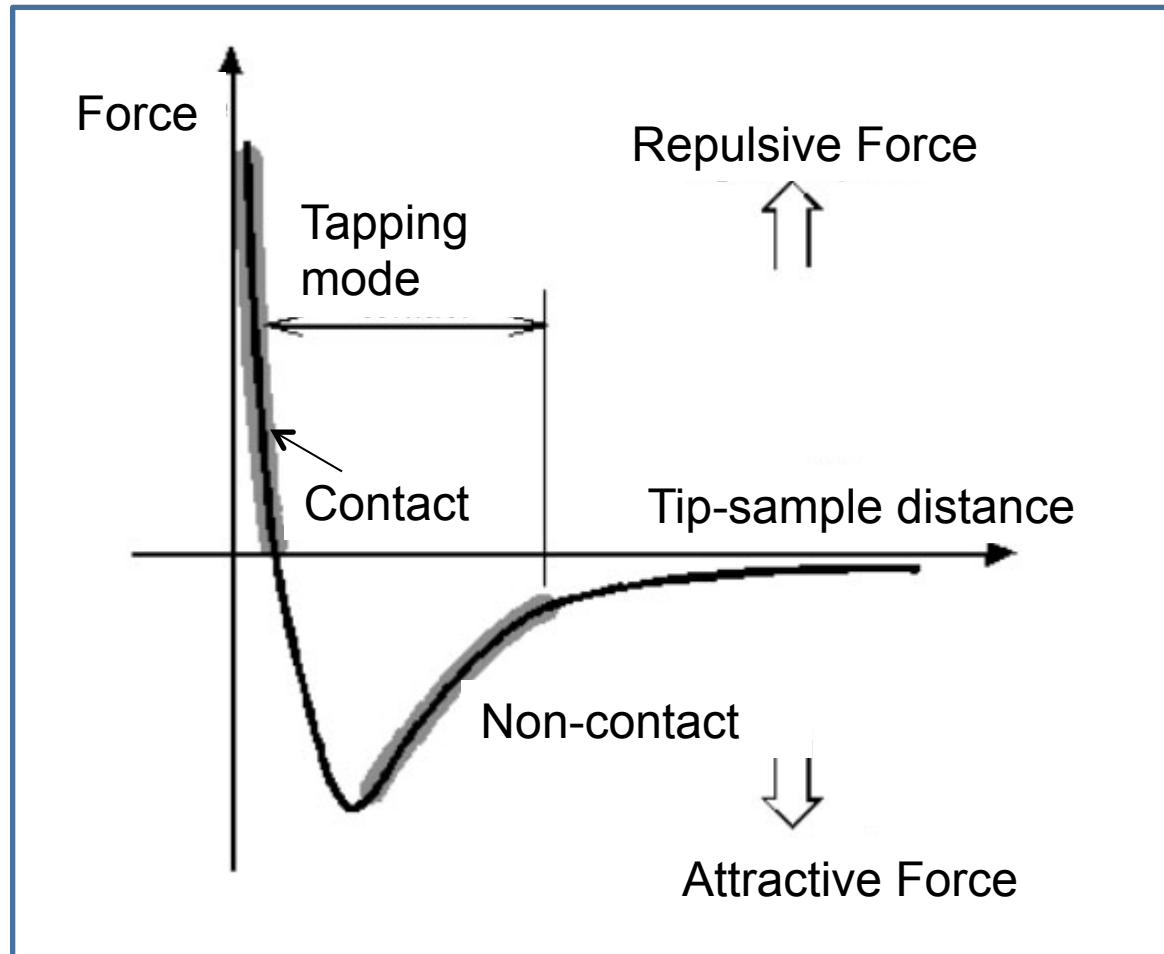 Force
Repulsive Force
Tapping
mode
Contact
Tip-sample distance
Non-contact
Attractive Force